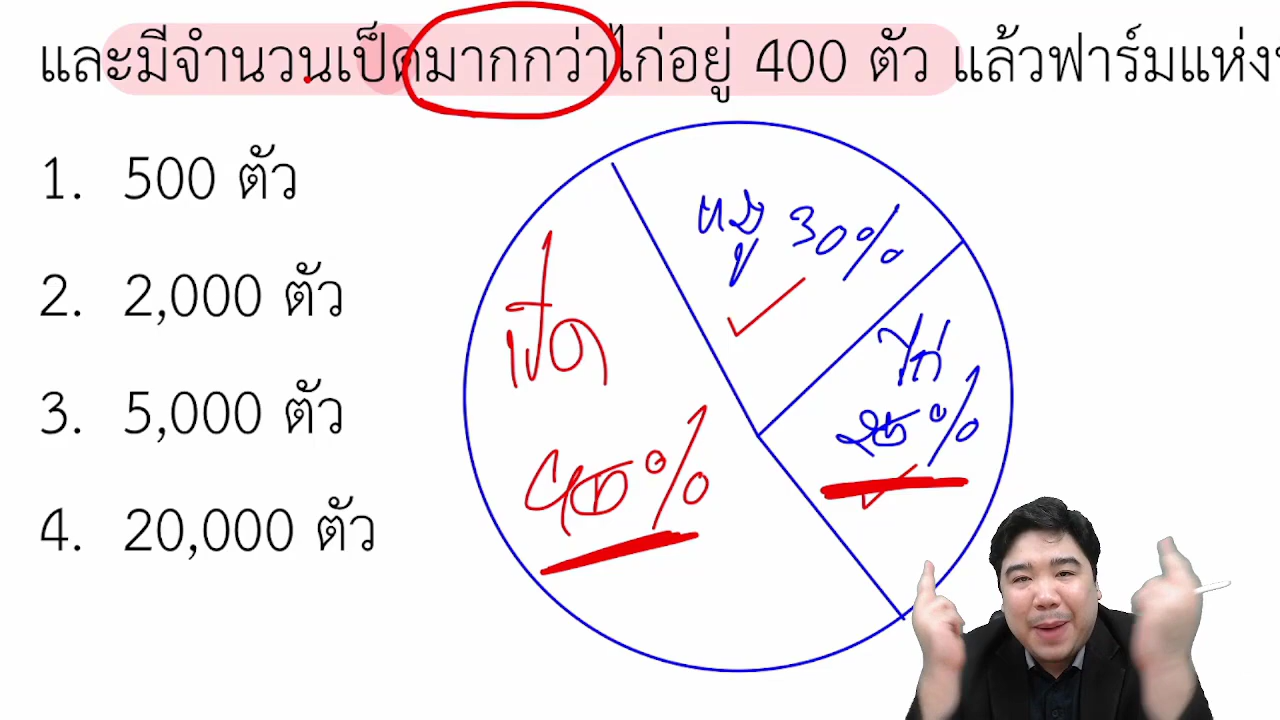 และมีจำนวนเป็ดมากกว่าไก่อยู่ 400 ตัว แล้วฟาร์มแห่ง
1. 500 ตัว
2. 2,000 ตัว
3. 5,000 ตัว
4. 20,000 ตัว
หมู 30%
ไก่
25%
เป็ด
45%